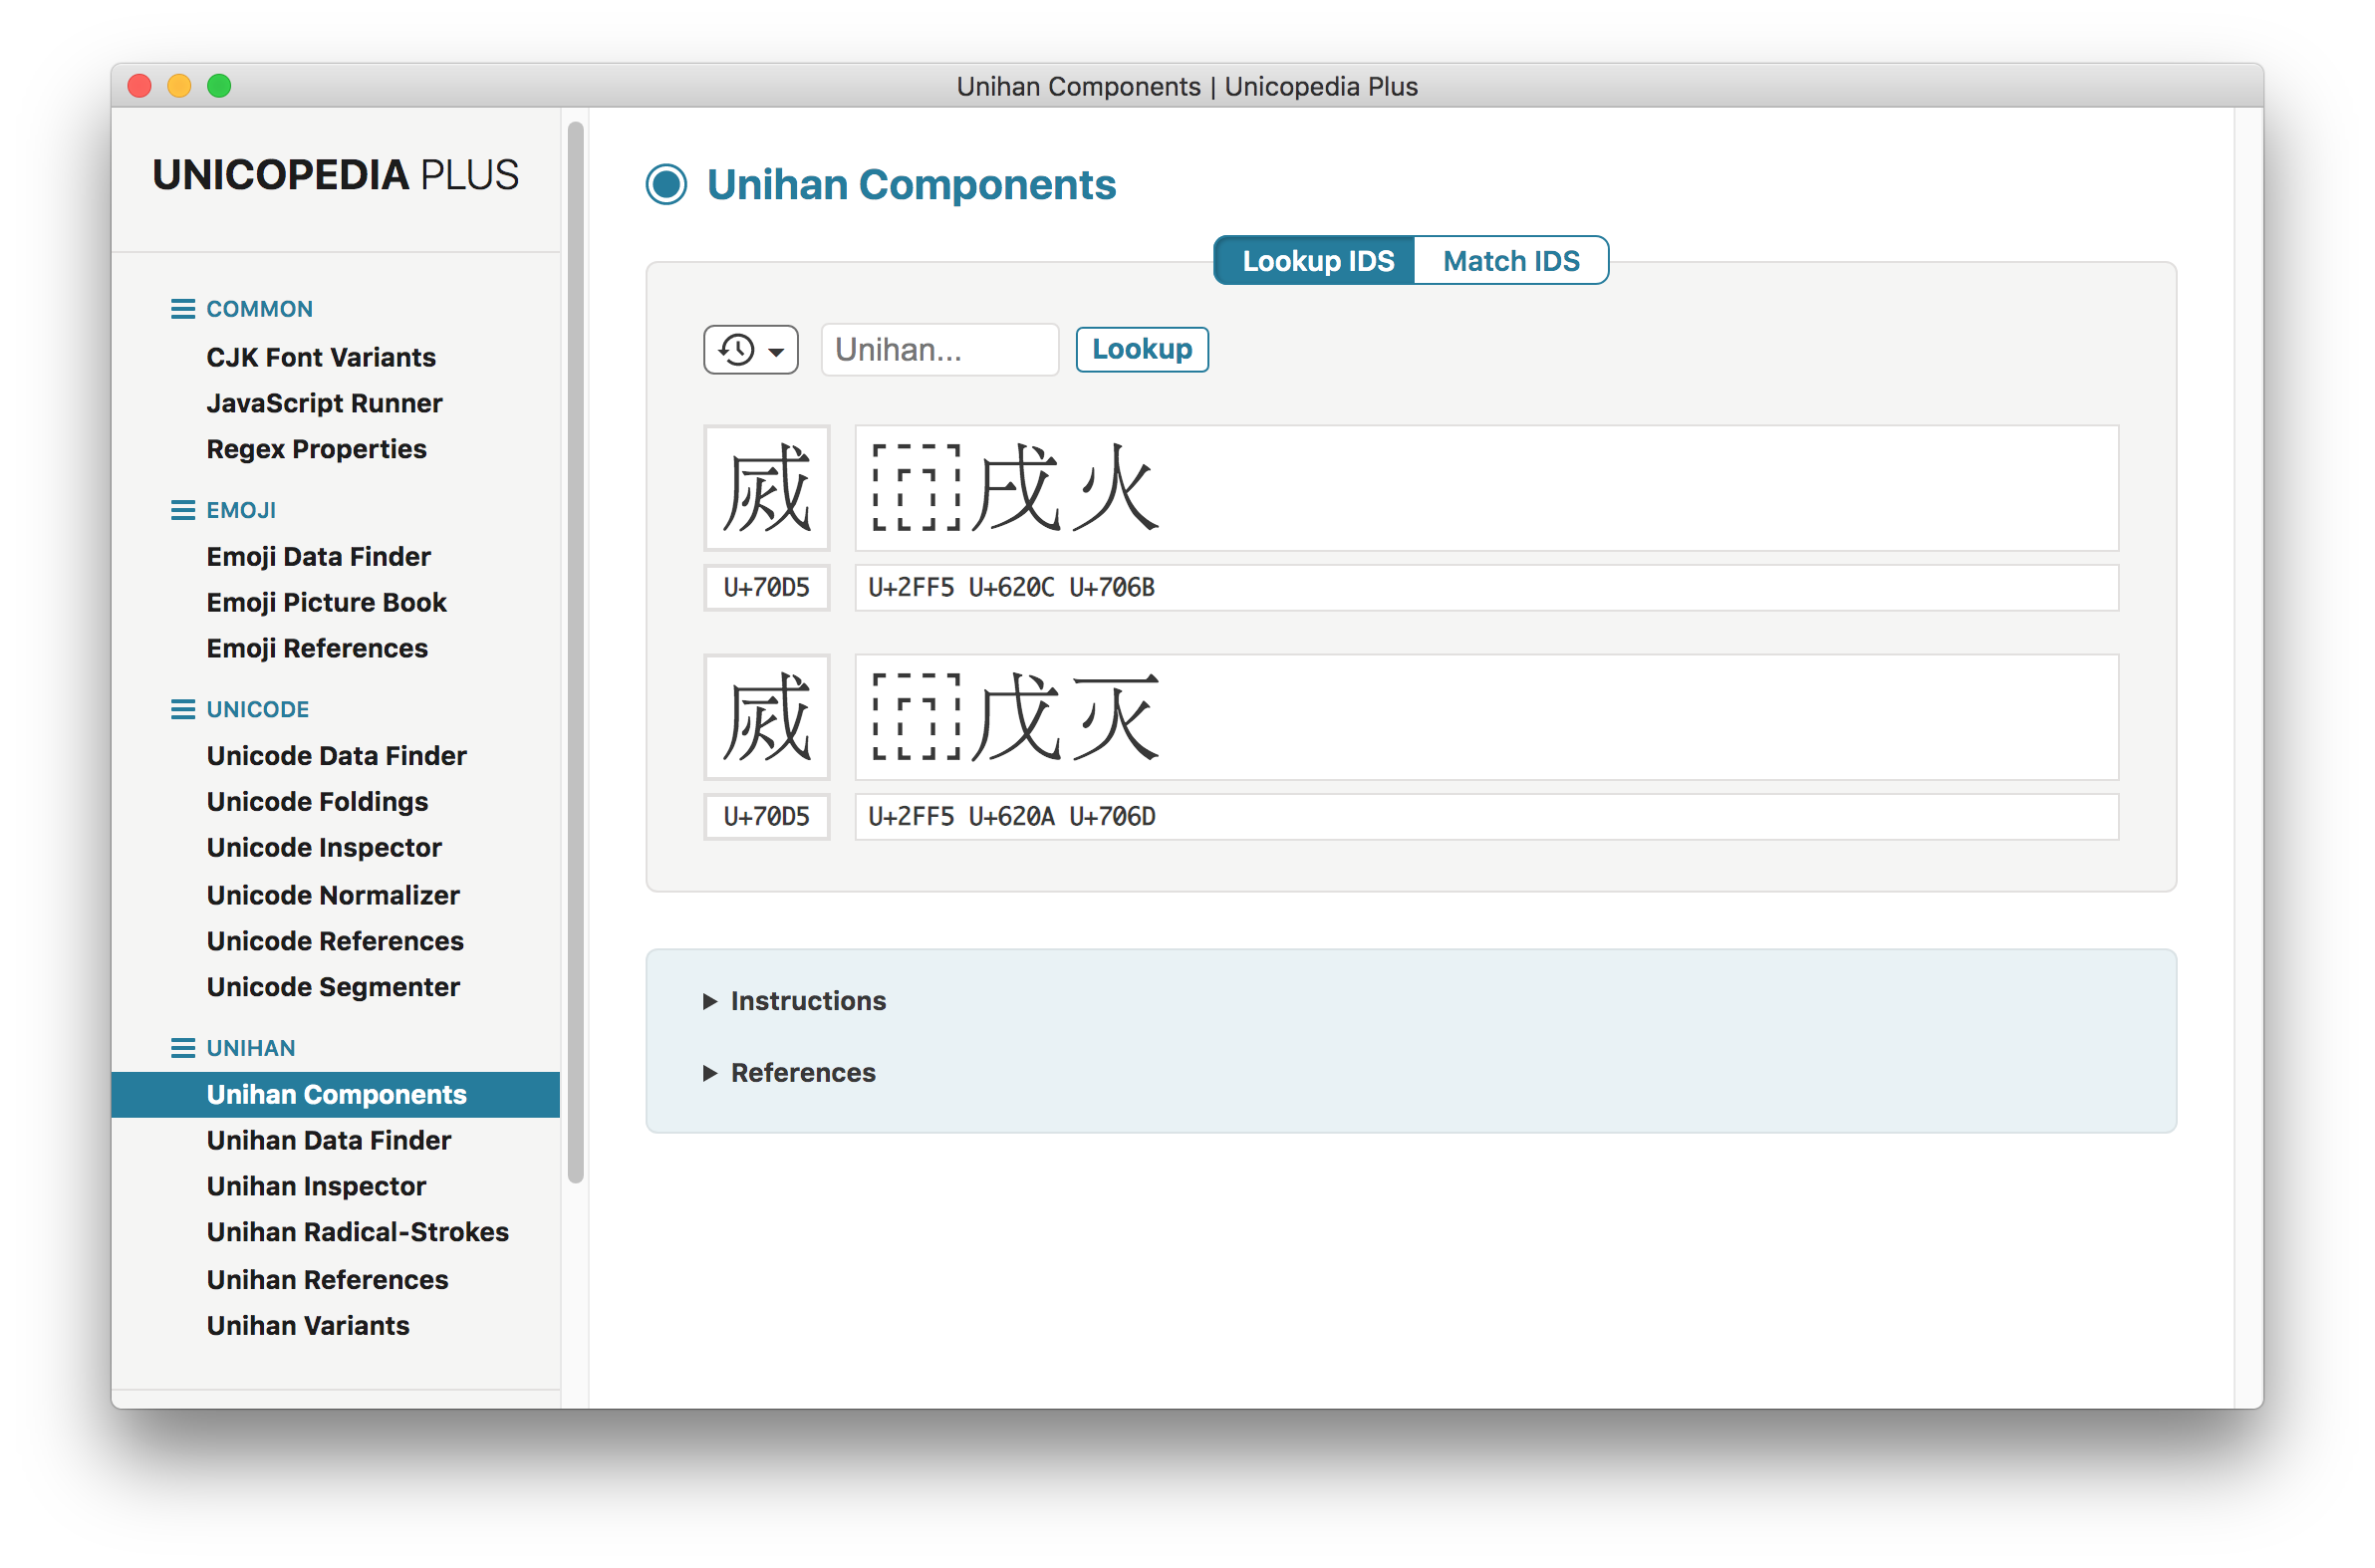 Unihan Components | Unicopedia Plus
UNICOPEDIA PLUS
COMMON
CJK Font Variants
JavaScript Runner
Regex Properties
EMOJI
Emoji Data Finder
Emoji Picture Book
Emoji References
UNICODE
Unicode Data Finder
Unicode Foldings
Unicode Inspector
Unicode Normalizer
Unicode References
Unicode Segmenter
UNIHAN
Unihan Components
Unihan Data Finder
Unihan Inspector
Unihan Radical-Strokes
Unihan References
Unihan Variants
Unihan Components
Lookup IDS Match IDS
Unihan... Lookup
烕 ⿵戌火
U+70D5 U+2FF5 U+620C U+706B
烕 ⿵戊灭
U+70D5 U+2FF5 U+620A U+706D
Instructions
References